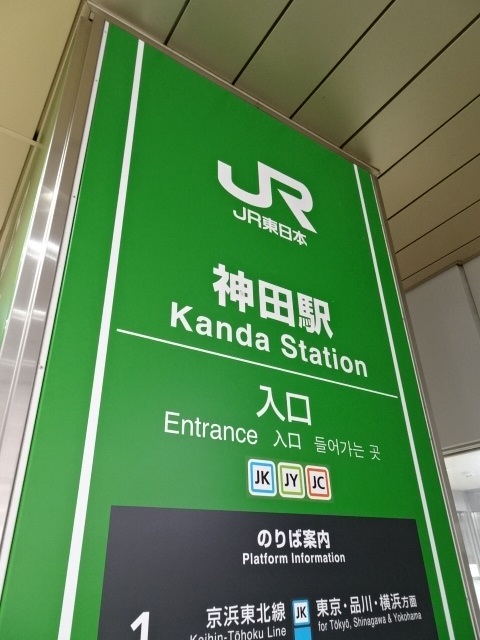 JR
JR東日本
神田駅
Kanda Station
入口
Entrance 入口 들어가는 곳
JK JY JC
のりば案内
Platform Information
1 京浜東北線 JK 東京・品川・横浜方面
Keihin-Tōhoku Line for Tōkyō, Shinagawa & Yokohama